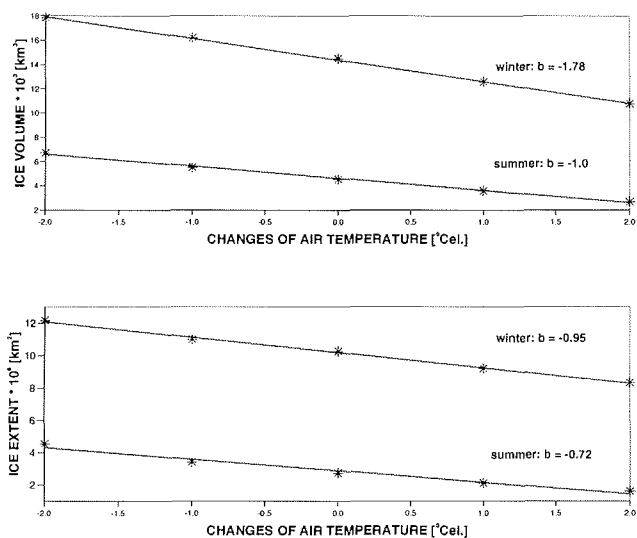 18
16
14
12
10
8
6
4
2
ICE VOLUME * 10³ [km³]
winter: b = -1.78
summer: b = -1.0
-2.0 -1.5 -1.0 -0.5 0.0 0.5 1.0 1.5 2.0
CHANGES OF AIR TEMPERATURE [°Cel.]
12
10
8
6
4
2
ICE EXTENT * 10⁶ [km²]
winter: b = -0.95
summer: b = -0.72
-2.0 -1.5 -1.0 -0.5 0.0 0.5 1.0 1.5 2.0
CHANGES OF AIR TEMPERATURE [°Cel.]